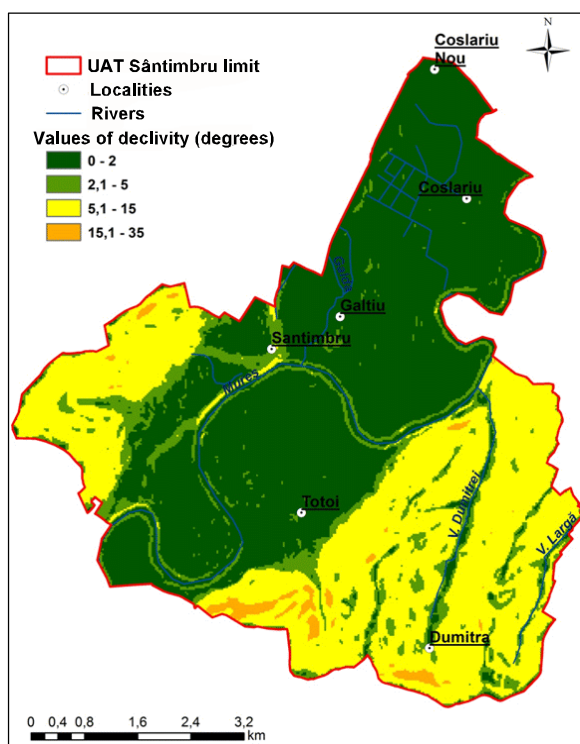 Coslariu
Nou
N
UAT Sântimbru limit
Localities
Rivers
Values of declivity (degrees)
0 - 2
2,1 - 5
5,1 - 15
15,1 - 35
Coslariu
Galda
Galtiu
Santimbru
Mureș
Totoi
V. Dumitrei
V. Largă
Dumitra
0 0,4 0,8 1,6 2,4 3,2
km